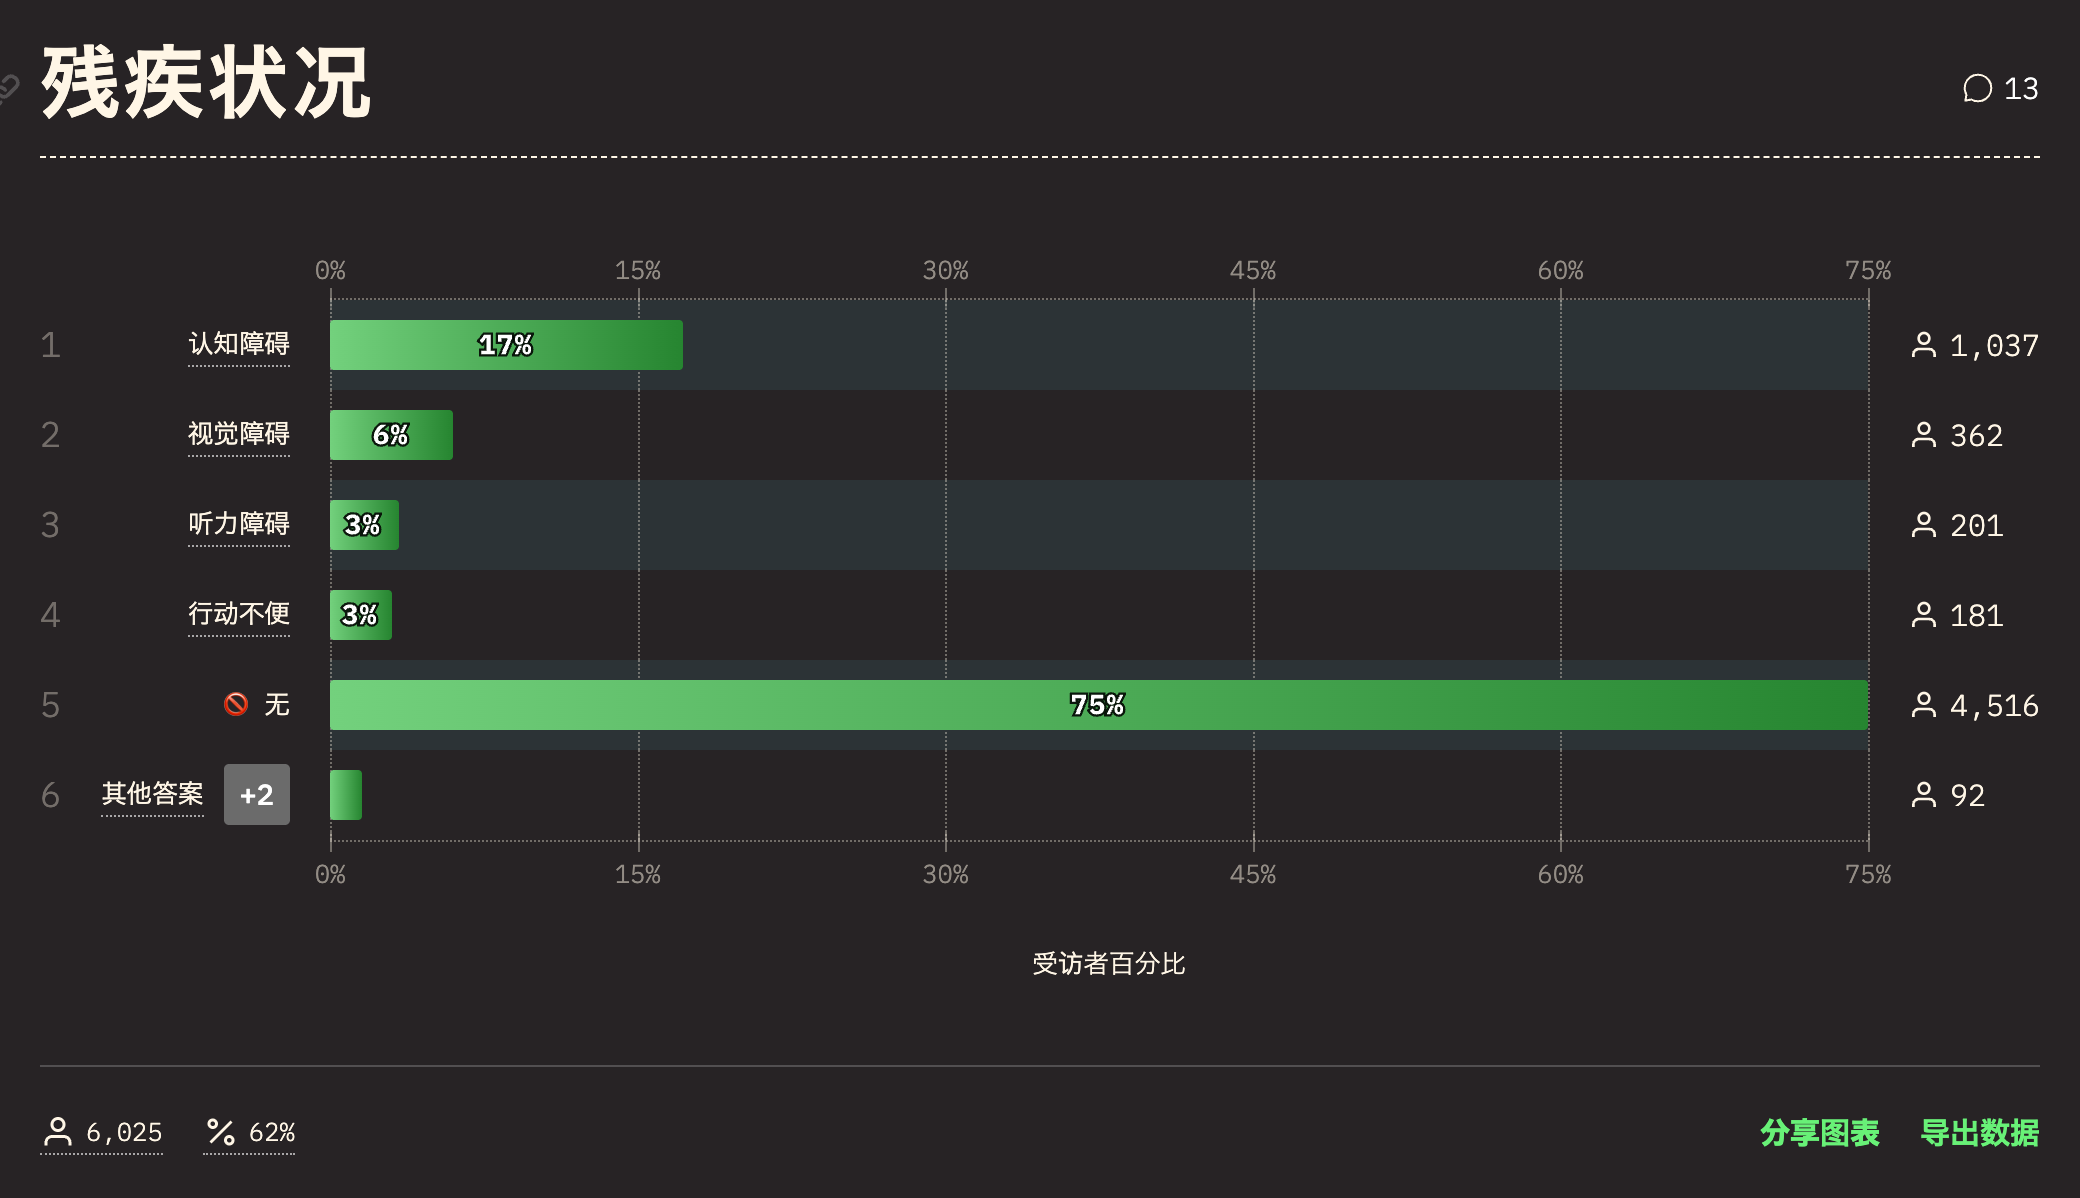 残疾状况
13
0% 15% 30% 45% 60% 75%
1 认知障碍 17% 1,037
2 视觉障碍 6% 362
3 听力障碍 3% 201
4 行动不便 3% 181
5 无 75% 4,516
6 其他答案 +2 92
0% 15% 30% 45% 60% 75%
受访者百分比
6,025 62% 分享图表 导出数据